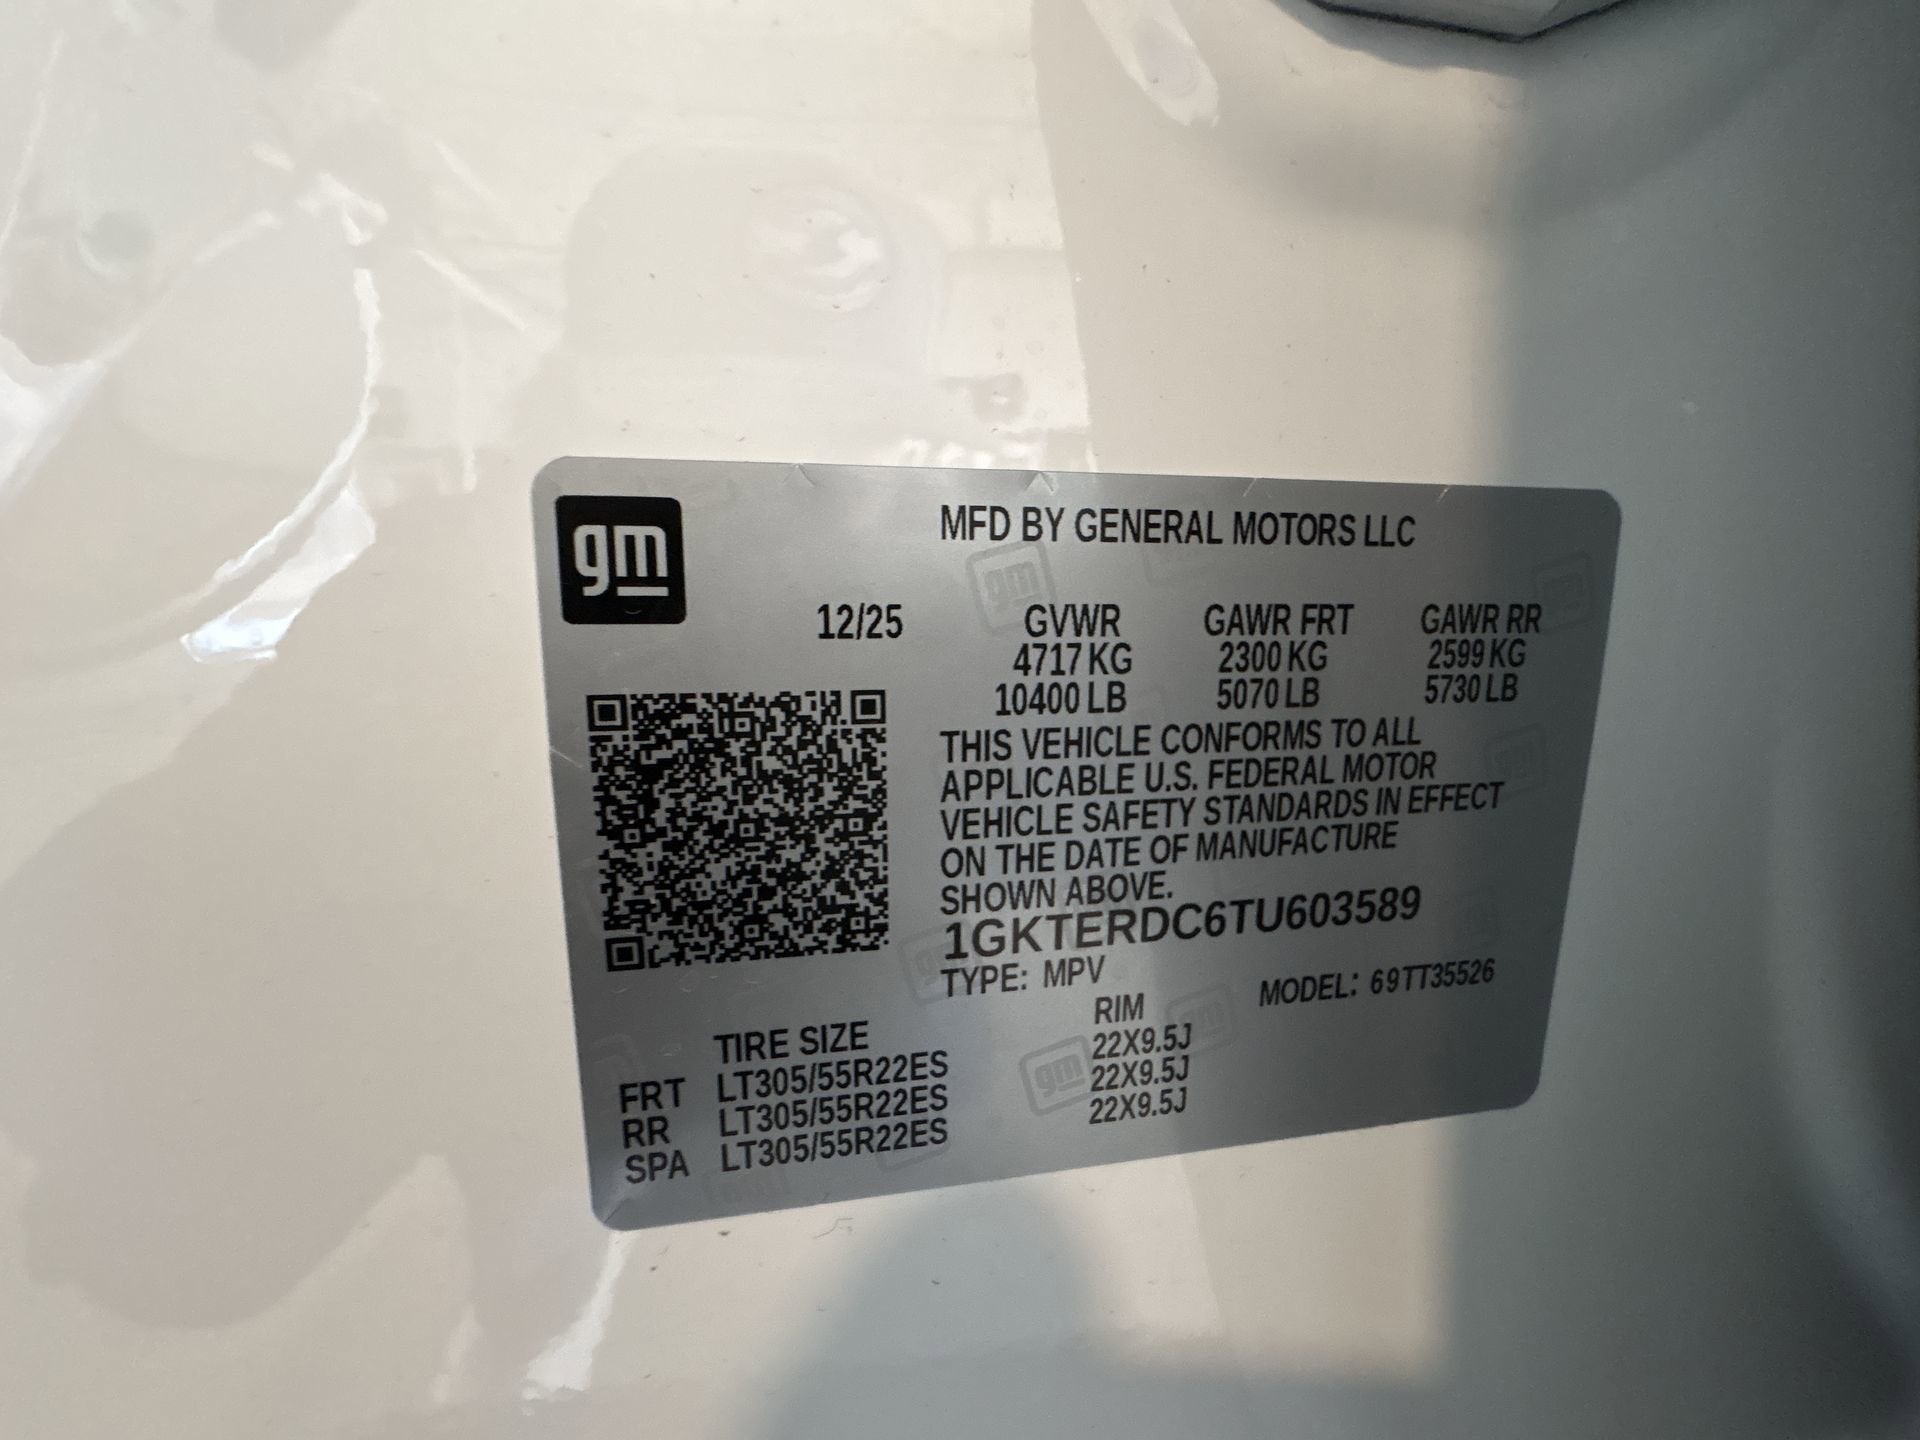 gm
MFD BY GENERAL MOTORS LLC
12/25 GVWR GAWR FRT GAWR RR
4717 KG 2300 KG 2599 KG
10400 LB 5070 LB 5730 LB
THIS VEHICLE CONFORMS TO ALL
APPLICABLE U.S. FEDERAL MOTOR
VEHICLE SAFETY STANDARDS IN EFFECT
ON THE DATE OF MANUFACTURE
SHOWN ABOVE.
1GKTERDC6TU603589
TYPE: MPV MODEL: 69TT35526
TIRE SIZE RIM
FRT LT305/55R22ES 22X9.5J
RR LT305/55R22ES 22X9.5J
SPA LT305/55R22ES 22X9.5J